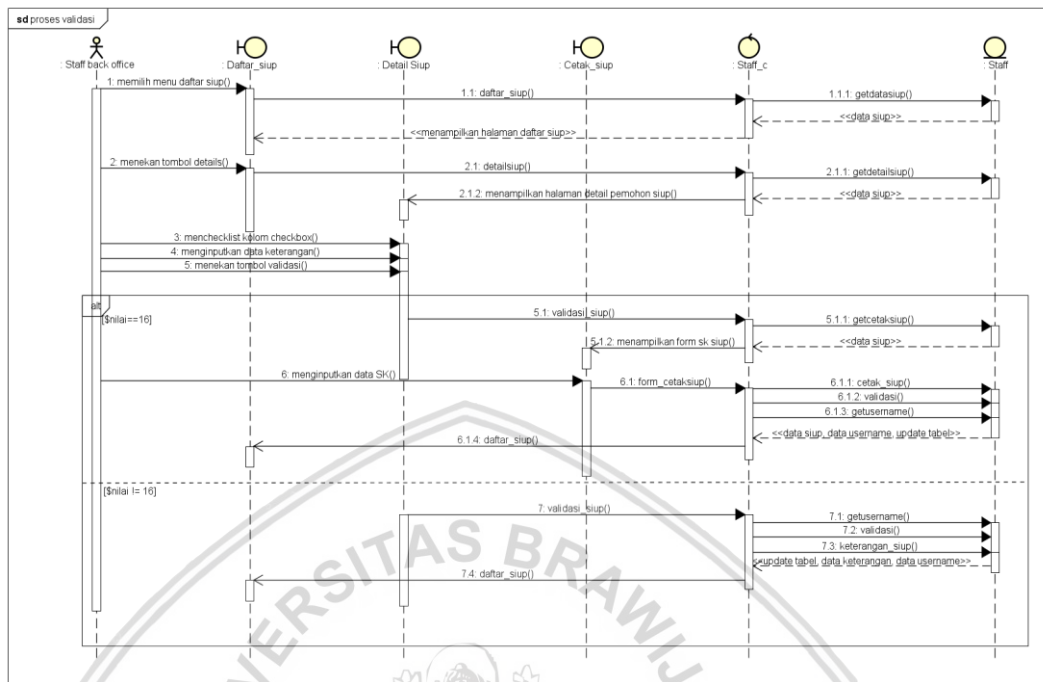 sd proses validasi
: Staff back office
: Daftar_siup
: Detail Siup
: Cetak_siup
: Staff_c
: Staff
1: memilih menu daftar siup()
1.1: daftar_siup()
1.1.1: getdatasiup()
<<data siup>>
<<menampilkan halaman daftar siup>>
2: menekan tombol details()
2.1: detailsiup()
2.1.1: getdetailsiup()
<<data siup>>
2.1.2: menampilkan halaman detail pemohon siup()
3: menchecklist kolom checkbox()
4: menginputkan data keterangan()
5: menekan tombol validasi()
alt
[$nilai==16]
5.1: validasi_siup()
5.1.1: getcetaksiup()
<<data siup>>
5.1.2: menampilkan form sk siup()
6: menginputkan data SK()
6.1: form_cetaksiup()
6.1.1: cetak_siup()
6.1.2: validasi()
6.1.3: getusername()
<<data siup, data username, update tabel>>
6.1.4: daftar_siup()
[$nilai != 16]
7: validasi_siup()
7.1: getusername()
7.2: validasi()
7.3: keterangan_siup()
<<update tabel, data keterangan, data username>>
7.4: daftar_siup()
VERSITAS BRAWIJ